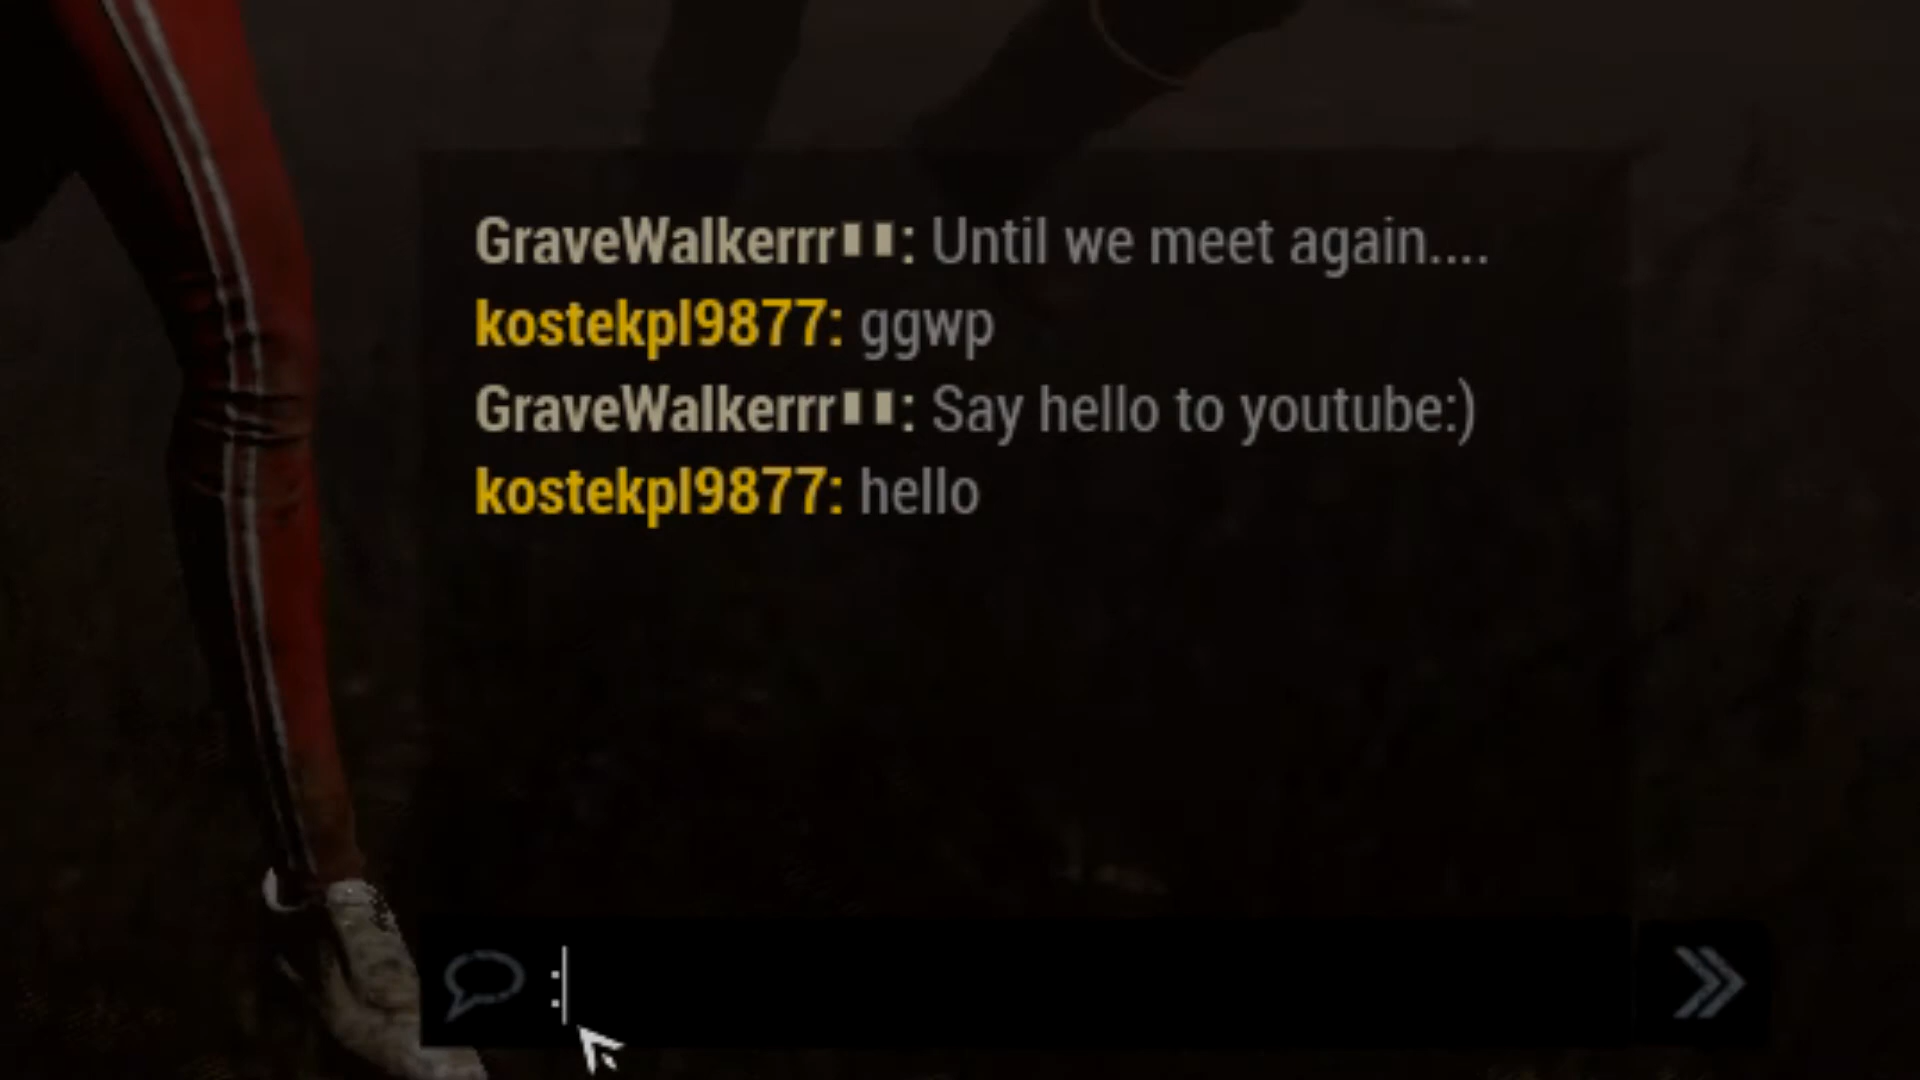 GraveWalkerrr▯▯: Until we meet again....
kostekpl9877: ggwp
GraveWalkerrr▯▯: Say hello to youtube:)
kostekpl9877: hello
: